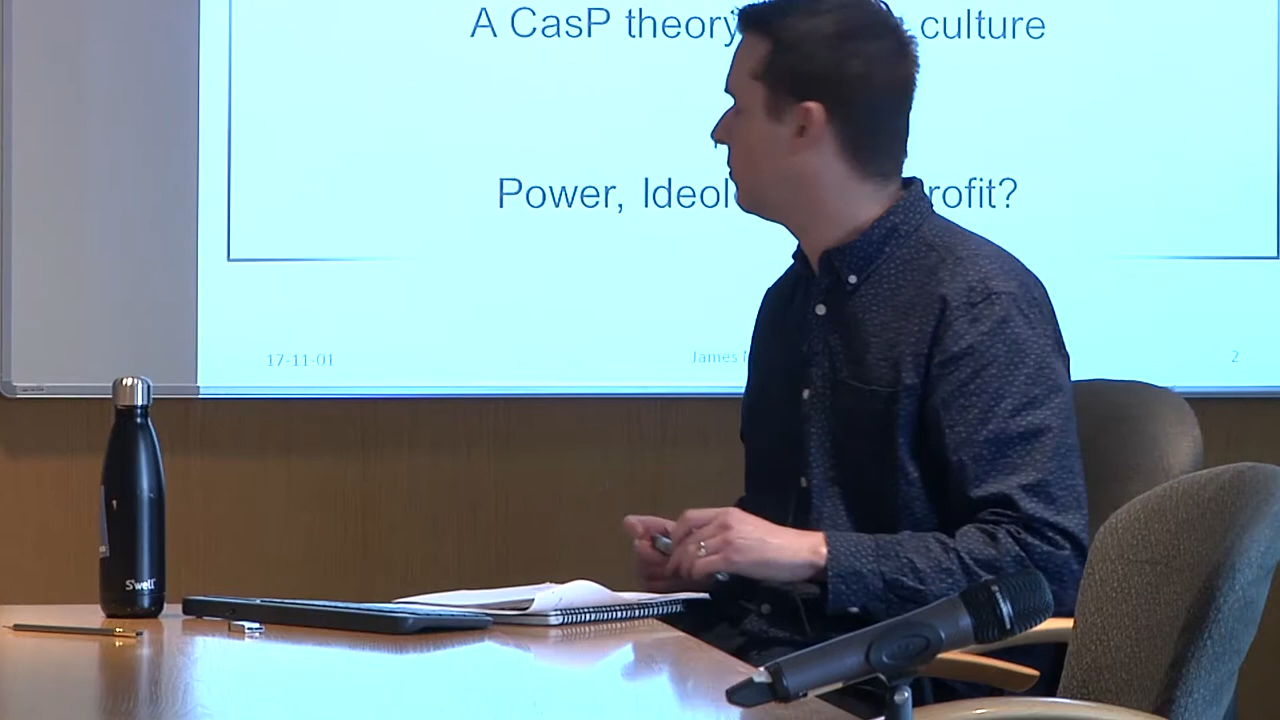 A CasP theory culture
Power, Ideol rofit?
17-11-01
James
2
S'well